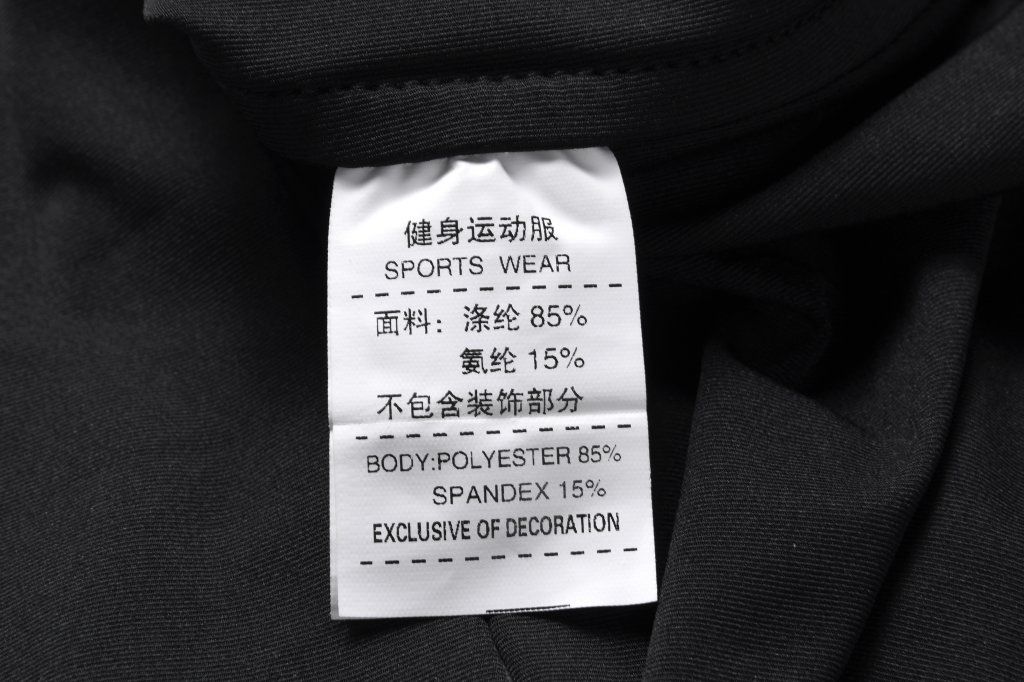 健身运动服
SPORTS WEAR
面料：涤纶 85%
氨纶 15%
不包含装饰部分
BODY:POLYESTER 85%
SPANDEX 15%
EXCLUSIVE OF DECORATION